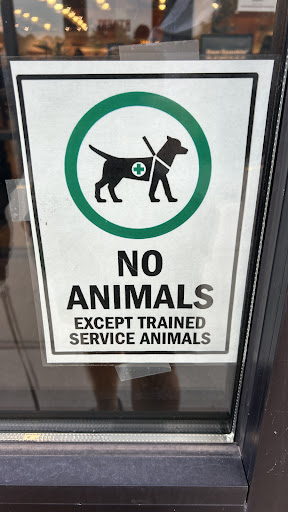 NO
ANIMALS
EXCEPT TRAINED
SERVICE ANIMALS